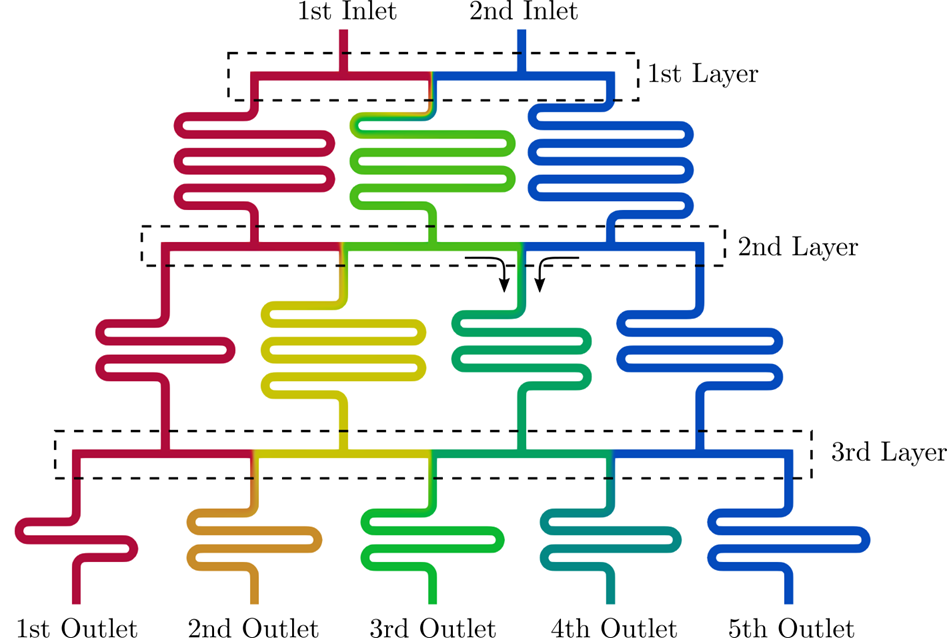 1st Inlet
2nd Inlet
1st Layer
2nd Layer
3rd Layer
1st Outlet
2nd Outlet
3rd Outlet
4th Outlet
5th Outlet